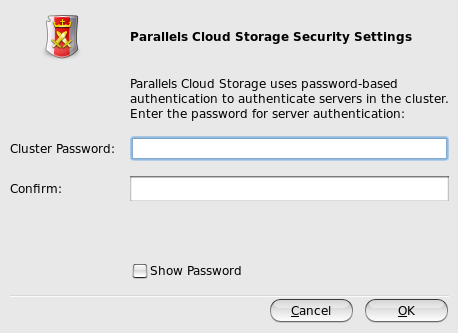 Parallels Cloud Storage Security Settings
Parallels Cloud Storage uses password-based
authentication to authenticate servers in the cluster.
Enter the password for server authentication:
Cluster Password:
Confirm:
Show Password
Cancel
OK